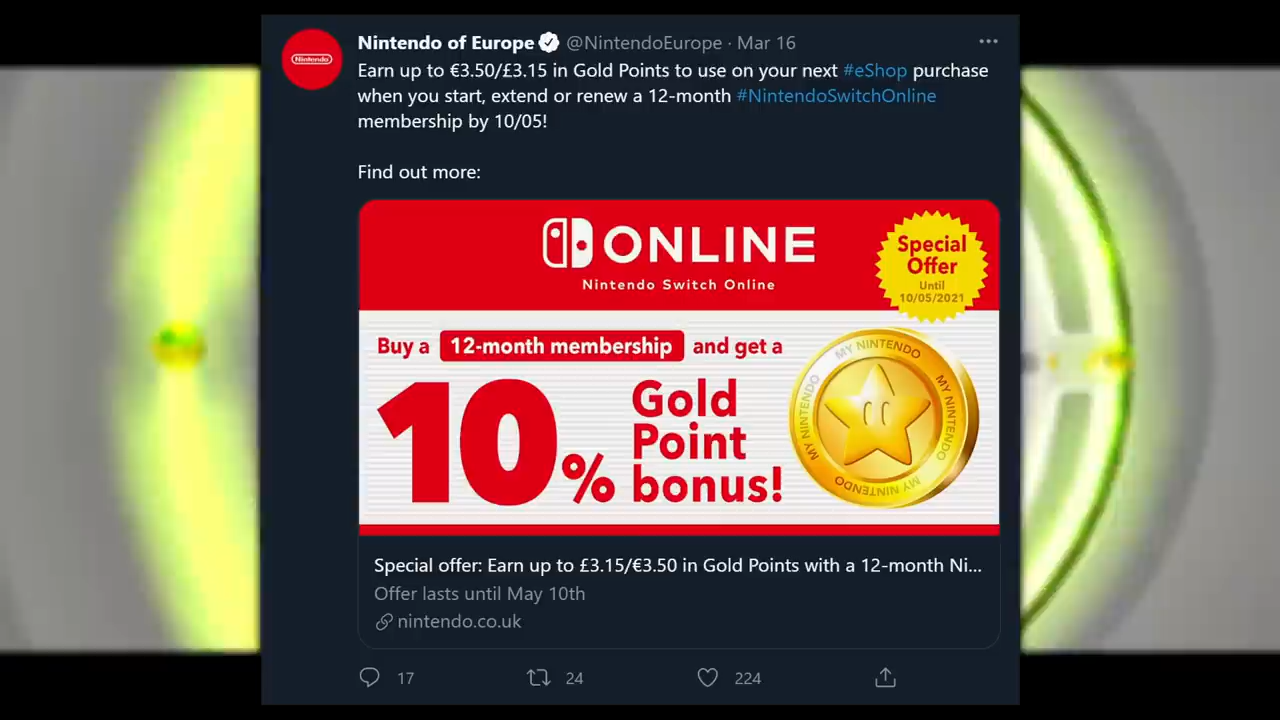 Nintendo of Europe @NintendoEurope · Mar 16
Nintendo
Earn up to €3.50/£3.15 in Gold Points to use on your next #eShop purchase
when you start, extend or renew a 12-month #NintendoSwitchOnline
membership by 10/05!
Find out more:
ONLINE
Nintendo Switch Online
Special
Offer
Until
10/05/2021
Buy a 12-month membership and get a
10%
Gold
Point
bonus!
MY NINTENDO MY NINTENDO MY NINTENDO MY NINTENDO
Special offer: Earn up to £3.15/€3.50 in Gold Points with a 12-month Ni...
Offer lasts until May 10th
nintendo.co.uk
17 24 224